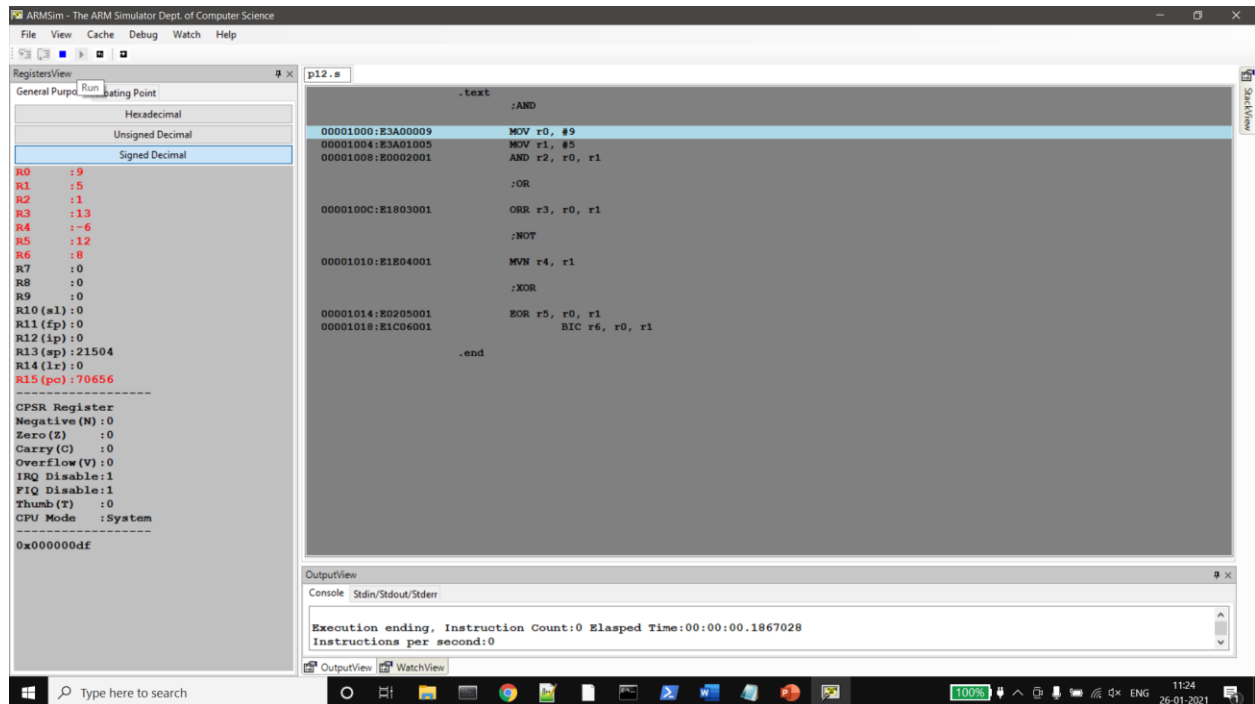 ARMSim - The ARM Simulator Dept. of Computer Science
File View Cache Debug Watch Help
RegistersView
General Purpo
Run
oating Point
Hexadecimal
Unsigned Decimal
Signed Decimal
R0 :9
R1 :5
R2 :1
R3 :13
R4 :-6
R5 :12
R6 :8
R7 :0
R8 :0
R9 :0
R10(sl):0
R11(fp):0
R12(ip):0
R13(sp):21504
R14(lr):0
R15(pc):70656
-------------------
CPSR Register
Negative(N):0
Zero(Z) :0
Carry(C) :0
Overflow(V):0
IRQ Disable:1
FIQ Disable:1
Thumb(T) :0
CPU Mode :System
-------------------
0x000000df
p12.s
.text
;AND
00001000:E3A00009 MOV r0, #9
00001004:E3A01005 MOV r1, #5
00001008:E0002001 AND r2, r0, r1
;OR
0000100C:E1803001 ORR r3, r0, r1
;NOT
00001010:E1E04001 MVN r4, r1
;XOR
00001014:E0205001 EOR r5, r0, r1
00001018:E1C06001 BIC r6, r0, r1
.end
StackView
OutputView
Console Stdin/Stdout/Stderr
Execution ending, Instruction Count:0 Elasped Time:00:00:00.1867028
Instructions per second:0
OutputView WatchView
Type here to search
100%
ENG
11:24
26-01-2021